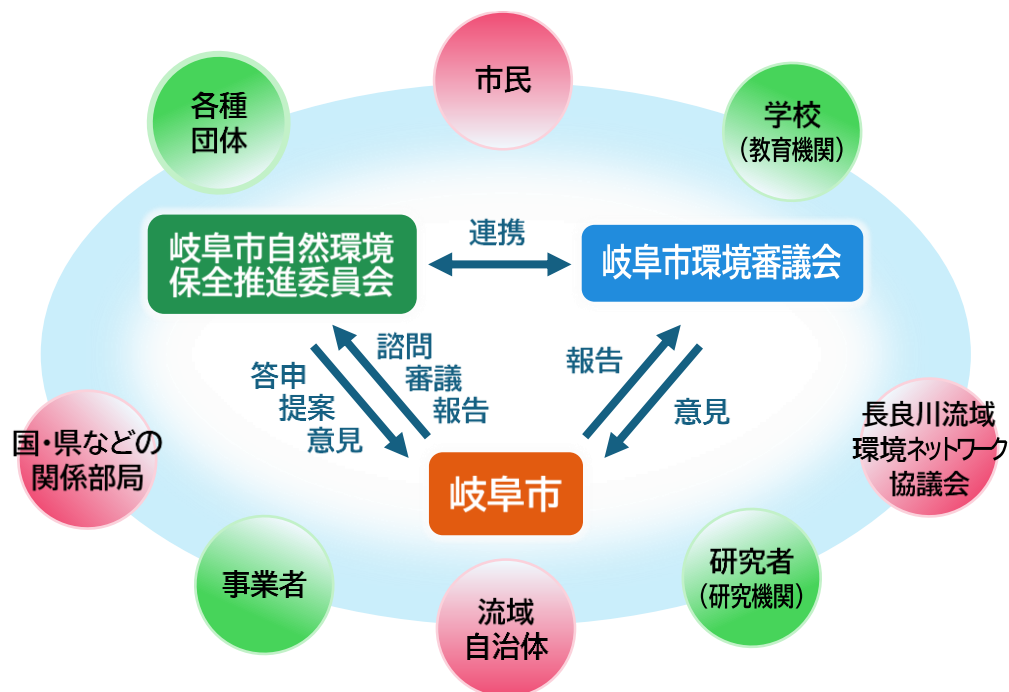 市民
各種
団体
学校
（教育機関）
岐阜市自然環境
保全推進委員会
連携
岐阜市環境審議会
答申
提案
意見
諮問
審議
報告
報告
意見
岐阜市
国・県などの
関係部局
長良川流域
環境ネットワーク
協議会
事業者
流域
自治体
研究者
（研究機関）